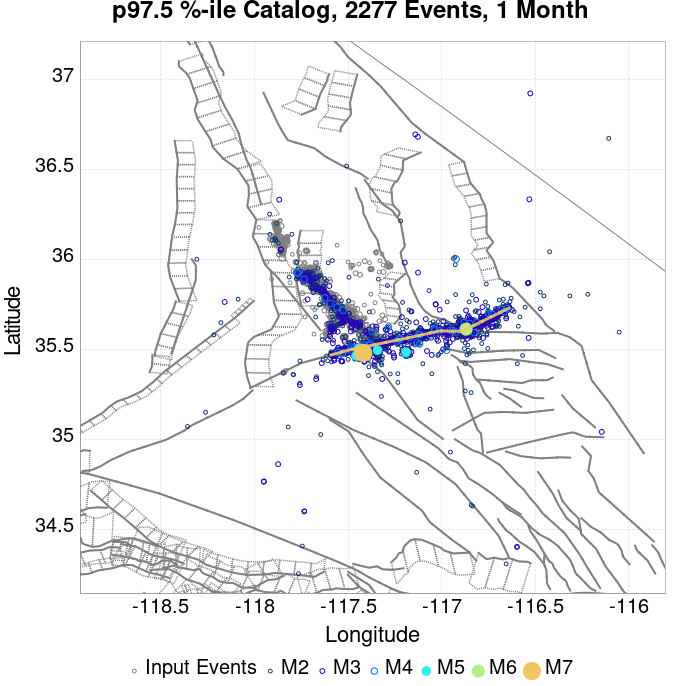 p97.5 %-ile Catalog, 2277 Events, 1 Month
37
36.5
36
35.5
35
34.5
Latitude
-118.5 -118 -117.5 -117 -116.5 -116
Longitude
Input Events M2 M3 M4 M5 M6 M7